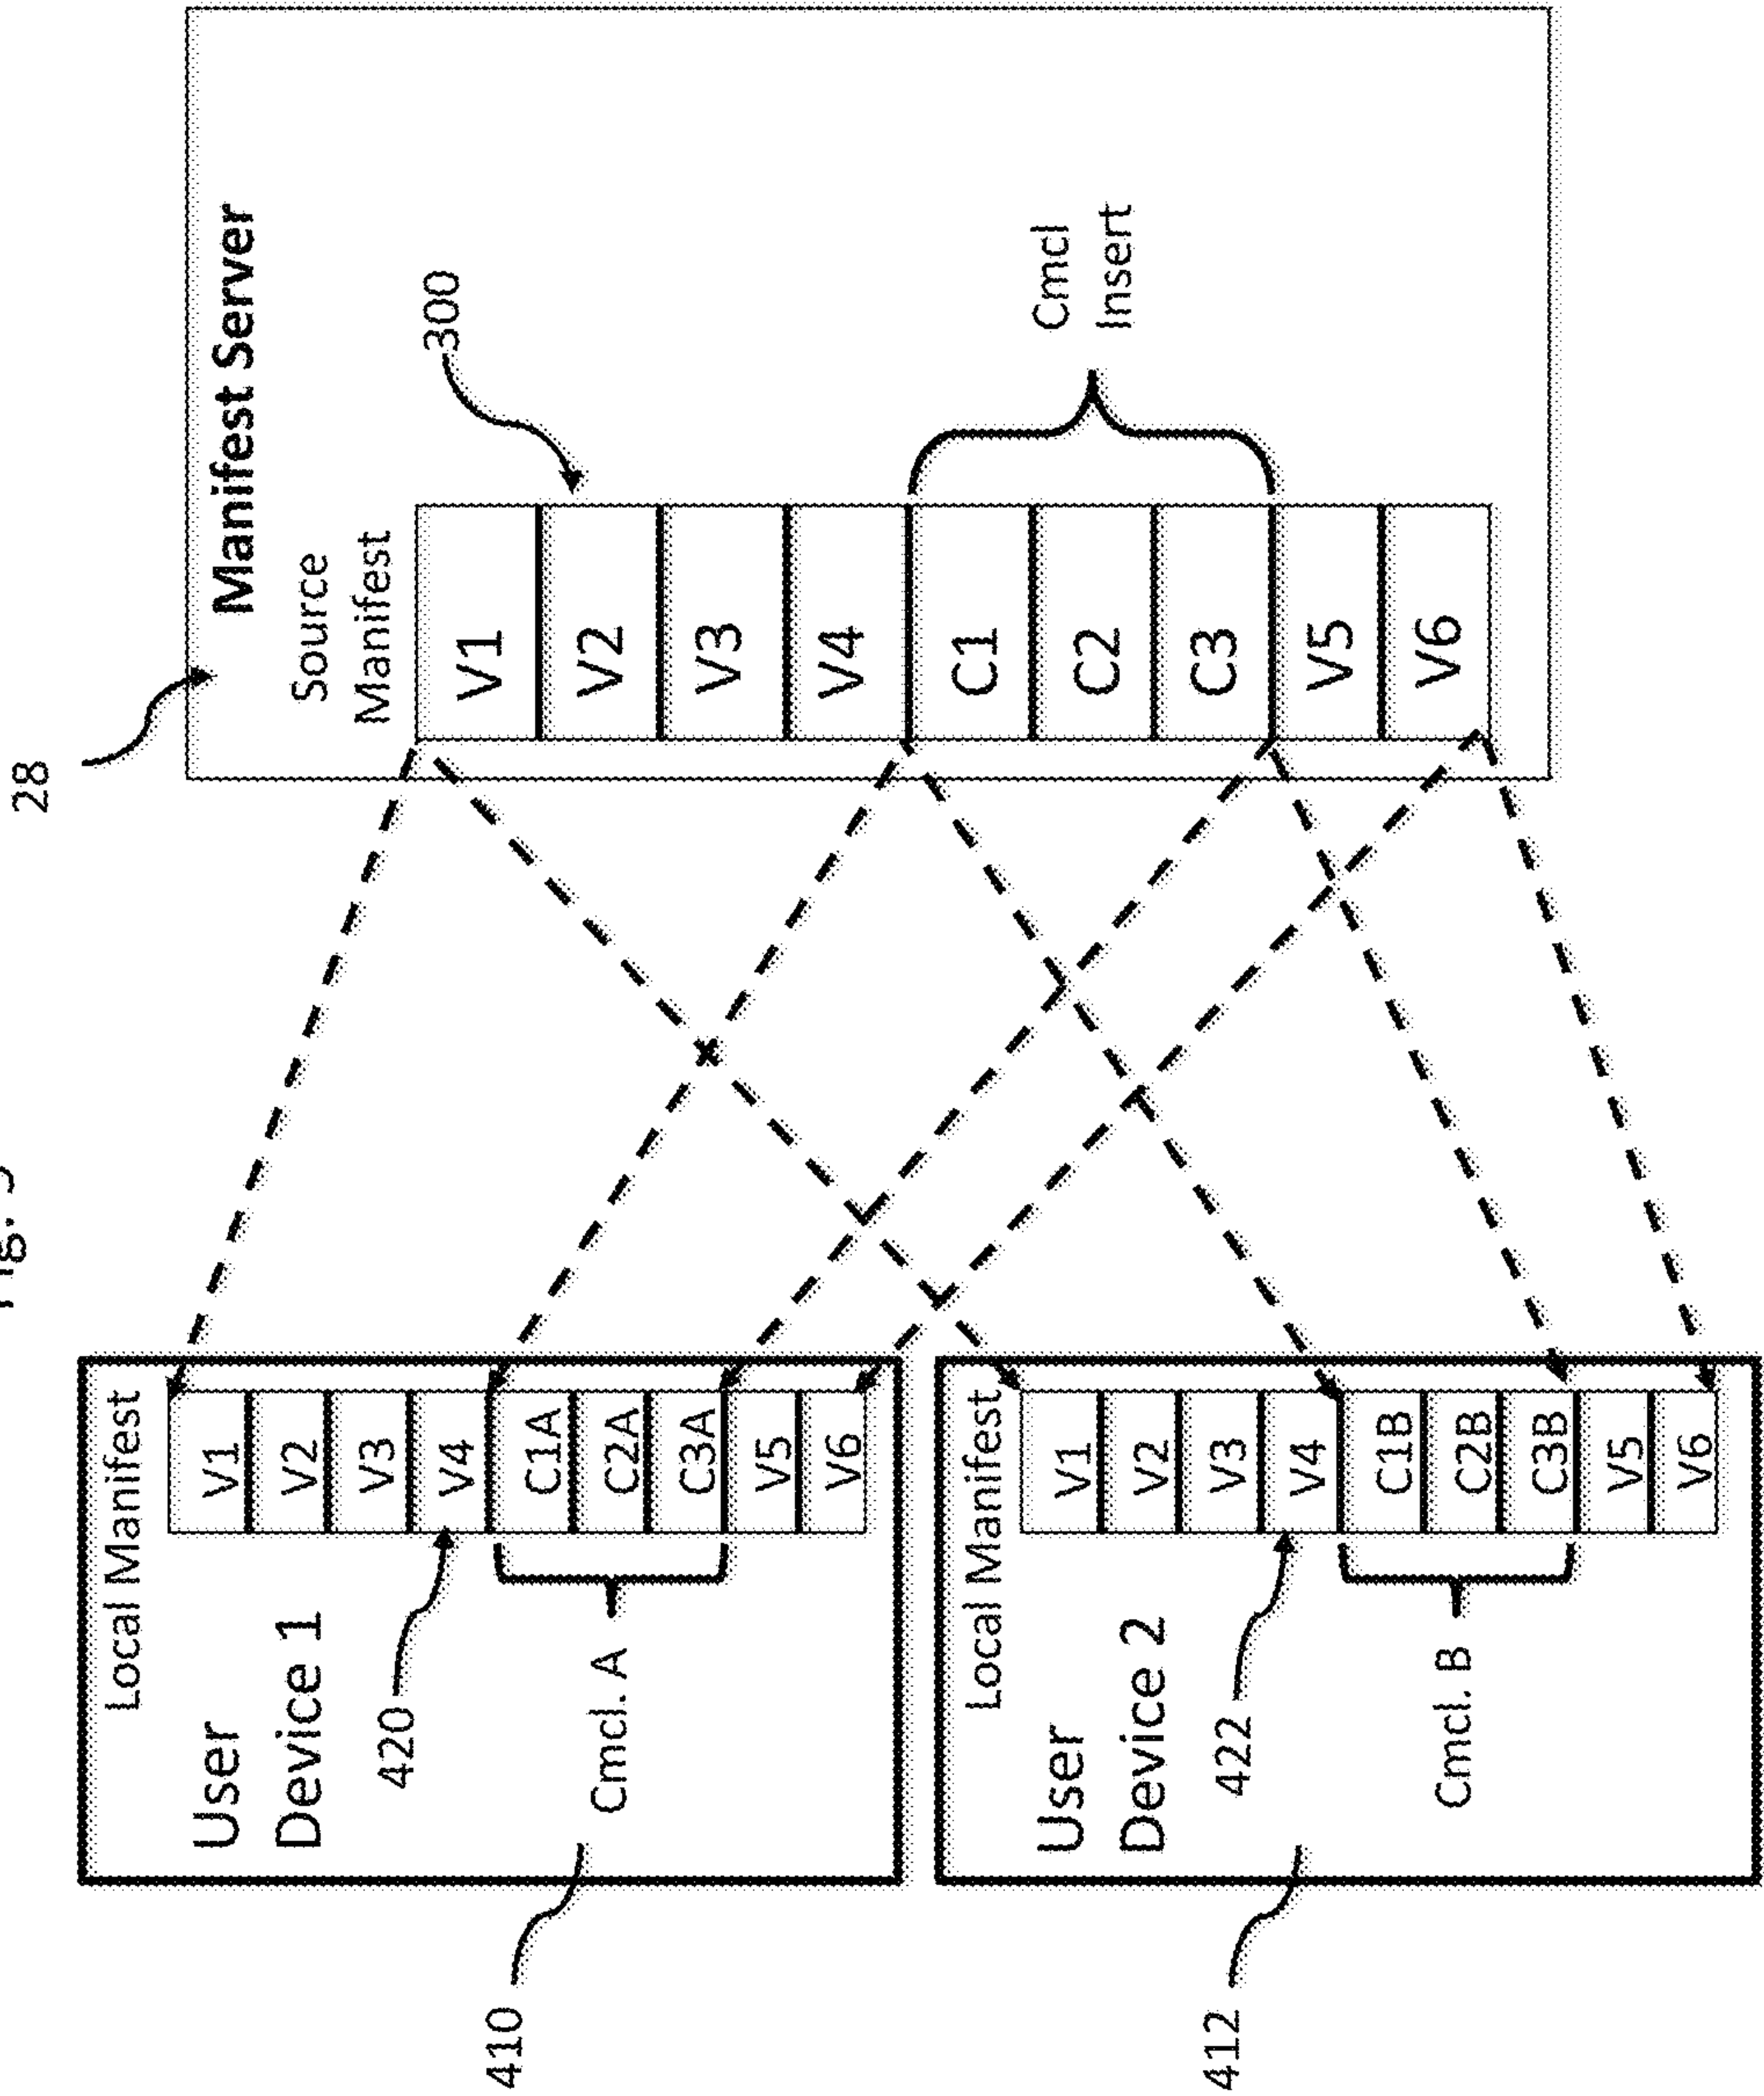 Fig.
28
Manifest Server
Source
Manifest
300
V1
V2
V3
V4
C1
C2
C3
V5
V6
Cmcl
Insert
Local Manifest
User
Device 1
420
Cmcl. A
410
V1
V2
V3
V4
C1A
C2A
C3A
V5
V6
Local Manifest
User
Device 2
422
Cmcl. B
412
V1
V2
V3
V4
C1B
C2B
C3B
V5
V6